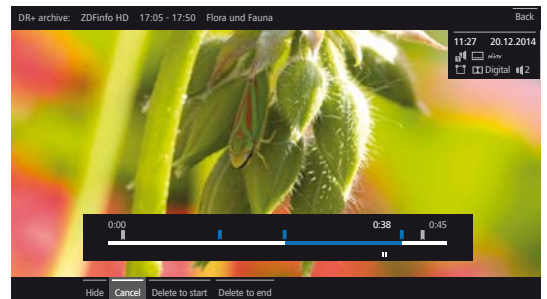 DR+ archive: ZDFinfo HD 17:05 - 17:50 Flora und Fauna Back
11:27 20.12.2014
Digital 2
0:00 0:38 0:45
Hide Cancel Delete to start Delete to end